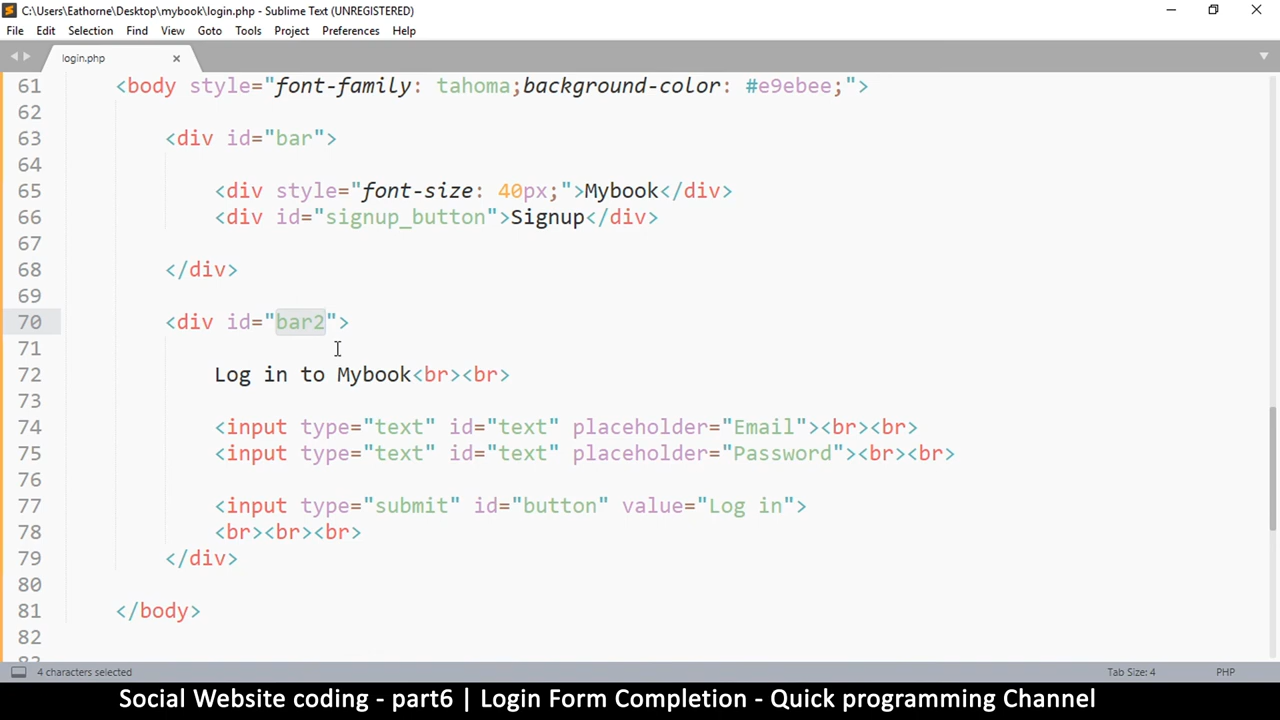 C:\Users\Eathorne\Desktop\mybook\login.php - Sublime Text (UNREGISTERED)
File Edit Selection Find View Goto Tools Project Preferences Help
login.php
61 <body style="font-family: tahoma;background-color: #e9ebee;">
62
63 <div id="bar">
64
65 <div style="font-size: 40px;">Mybook</div>
66 <div id="signup_button">Signup</div>
67
68 </div>
69
70 <div id="bar2">
71
72 Log in to Mybook<br><br>
73
74 <input type="text" id="text" placeholder="Email"><br><br>
75 <input type="text" id="text" placeholder="Password"><br><br>
76
77 <input type="submit" id="button" value="Log in">
78 <br><br><br>
79 </div>
80
81 </body>
82
4 characters selected Tab Size: 4 PHP
Social Website coding - part6 | Login Form Completion - Quick programming Channel